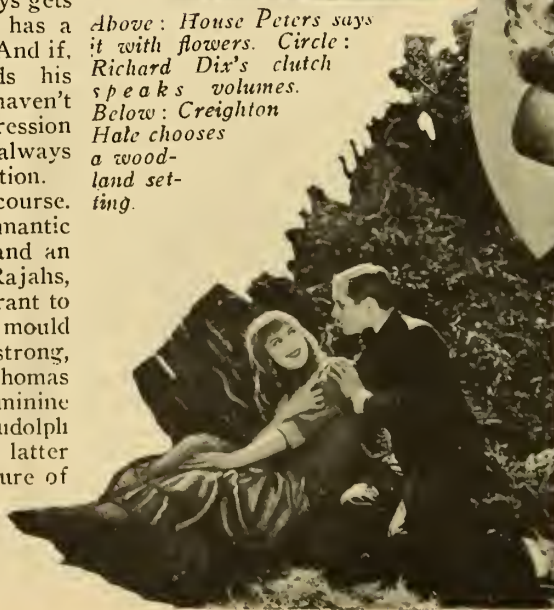 ys gets
has a
And if,
ls his
haven't
ression
always
tion.
course.
mantic
and an
Rajahs,
rant to
mould
strong,
homas
minine
udolph
latter
ure of
Above : House Peters says
it with flowers. Circle :
Richard Dix's clutch
speaks volumes.
Below : Creighton
Hale chooses
a wood-
land set-
ting.